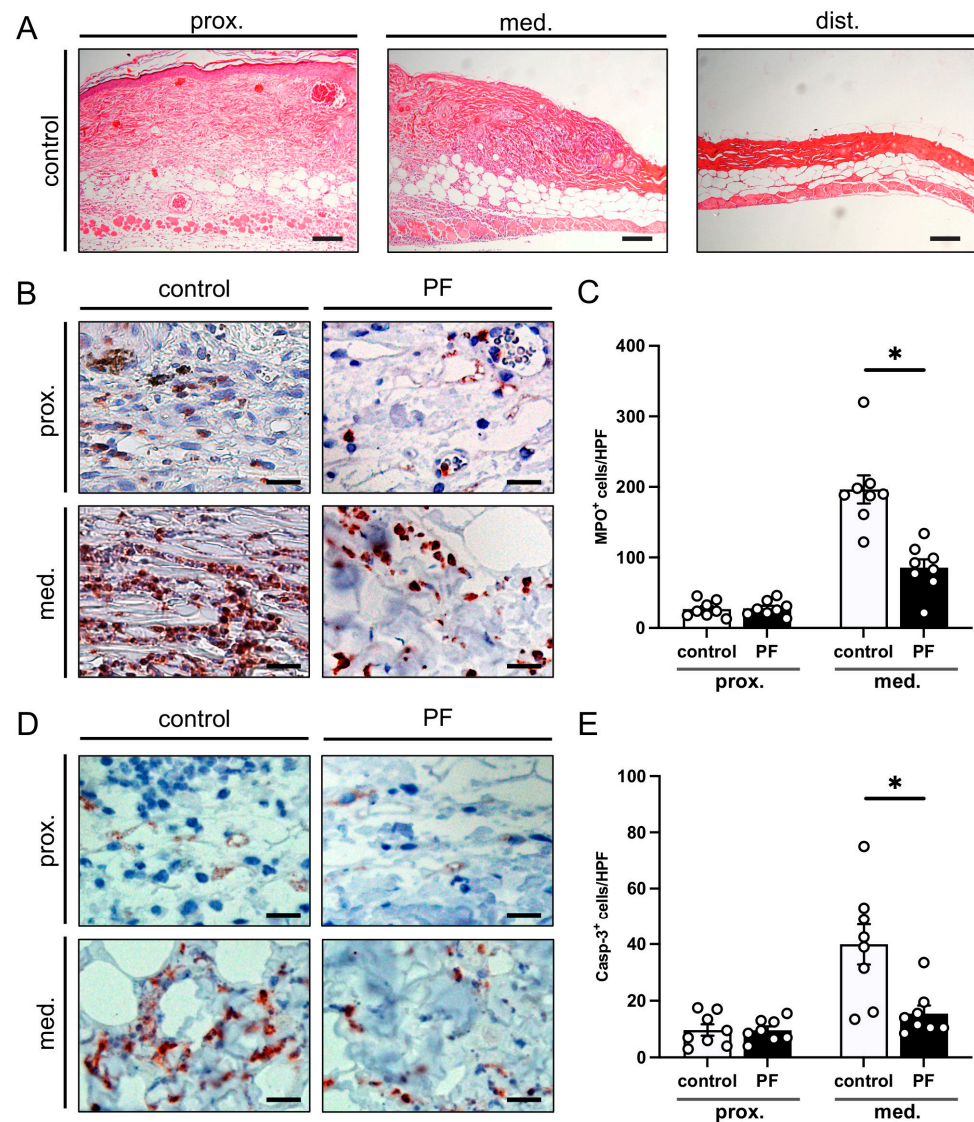 A
prox.
med.
dist.
control
B
control
PF
prox.
med.
C
400
300
200
100
0
MPO⁺ cells/HPF
*
control PF control PF
prox. med.
D
control
PF
prox.
med.
E
100
80
60
40
20
0
Casp-3⁺ cells/HPF
*
control PF control PF
prox. med.